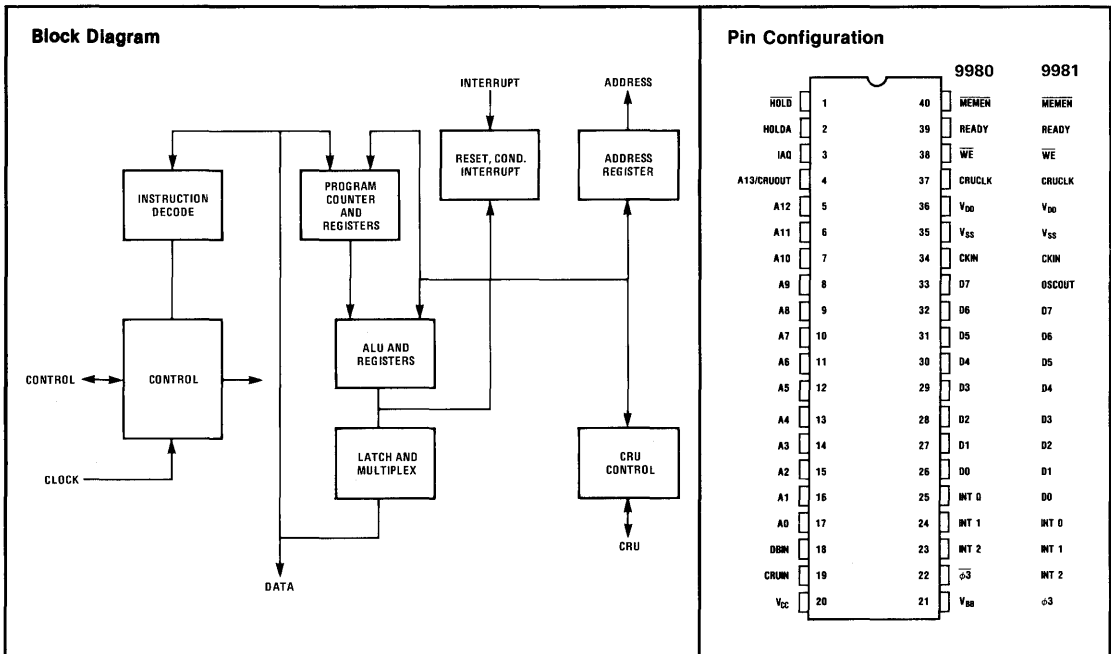 Block Diagram
INTERRUPT
ADDRESS
INSTRUCTION
DECODE
PROGRAM
COUNTER
AND
REGISTERS
RESET, COND.
INTERRUPT
ADDRESS
REGISTER
CONTROL
CONTROL
ALU AND
REGISTERS
CLOCK
LATCH AND
MULTIPLEX
CRU
CONTROL
DATA
CRU
Pin Configuration
9980 9981
H̅O̅L̅D̅ 1 40 M̅E̅M̅E̅N̅ M̅E̅M̅E̅N̅
HOLDA 2 39 READY READY
IAQ 3 38 W̅E̅ W̅E̅
A13/CRUOUT 4 37 CRUCLK CRUCLK
A12 5 36 VDD VDD
A11 6 35 VSS VSS
A10 7 34 CKIN CKIN
A9 8 33 D7 OSCOUT
A8 9 32 D6 D7
A7 10 31 D5 D6
A6 11 30 D4 D5
A5 12 29 D3 D4
A4 13 28 D2 D3
A3 14 27 D1 D2
A2 15 26 D0 D1
A1 16 25 INT 0 D0
A0 17 24 INT 1 INT 0
DBIN 18 23 INT 2 INT 1
CRUIN 19 22 ϕ̅3̅ INT 2
VCC 20 21 VBB ϕ3